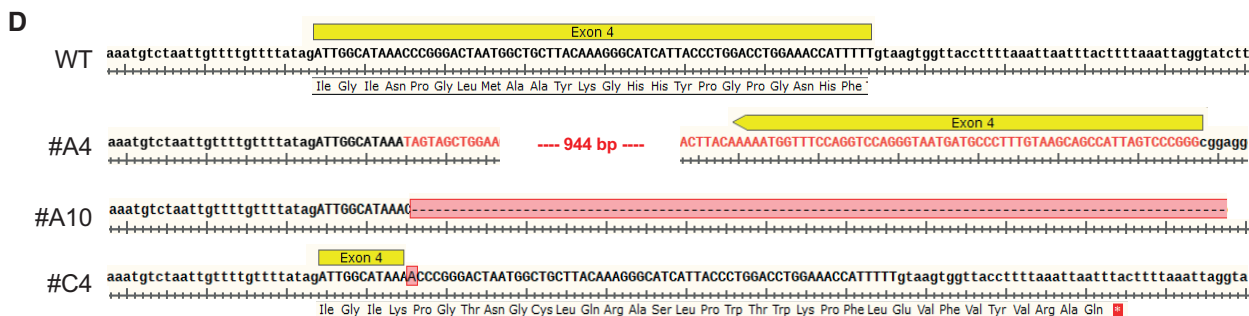 D
Exon 4
WT aaatgtctaattgttttgttttatagATTGGCATAAACCCGGGACTAATGGCTGCTTACAAAGGGCATCATTACCCTGGACCTGGAAACCATTTTTgtaagtggttaccttttaaattaatttacttttaaattaggtatctt
Ile Gly Ile Asn Pro Gly Leu Met Ala Ala Tyr Lys Gly His His Tyr Pro Gly Pro Gly Asn His Phe
Exon 4
#A4 aaatgtctaattgttttgttttatagATTGGCATAAATAGTAGCTGGAA ---- 944 bp ---- ACTTACAAAAATGGTTTCCAGGTCCAGGGTAATGATGCCCTTTGTAAGCAGCCATTAGTCCCGGGcggagg
#A10 aaatgtctaattgttttgttttatagATTGGCATAAAC
Exon 4
#C4 aaatgtctaattgttttgttttatagATTGGCATAAAACCCGGGACTAATGGCTGCTTACAAAGGGCATCATTACCCTGGACCTGGAAACCATTTTTgtaagtggttaccttttaaattaatttacttttaaattaggta
Ile Gly Ile Lys Pro Gly Thr Asn Gly Cys Leu Gln Arg Ala Ser Leu Pro Trp Thr Trp Lys Pro Phe Leu Glu Val Phe Val Tyr Val Arg Ala Gln *